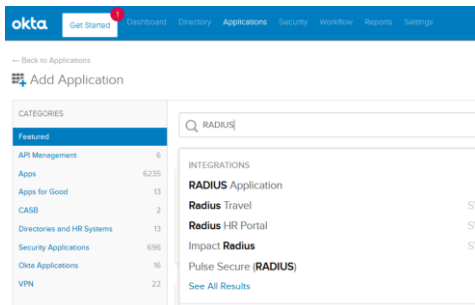 okta
Get Started
1
Dashboard
Directory
Applications
Security
Workflow
Reports
Settings
← Back to Applications
Add Application
CATEGORIES
Featured
API Management 6
Apps 6235
Apps for Good 13
CASB 2
Directories and HR Systems 13
Security Applications 696
Okta Applications 16
VPN 22
RADIUS
INTEGRATIONS
RADIUS Application
Radius Travel
Radius HR Portal
Impact Radius
Pulse Secure (RADIUS)
See All Results